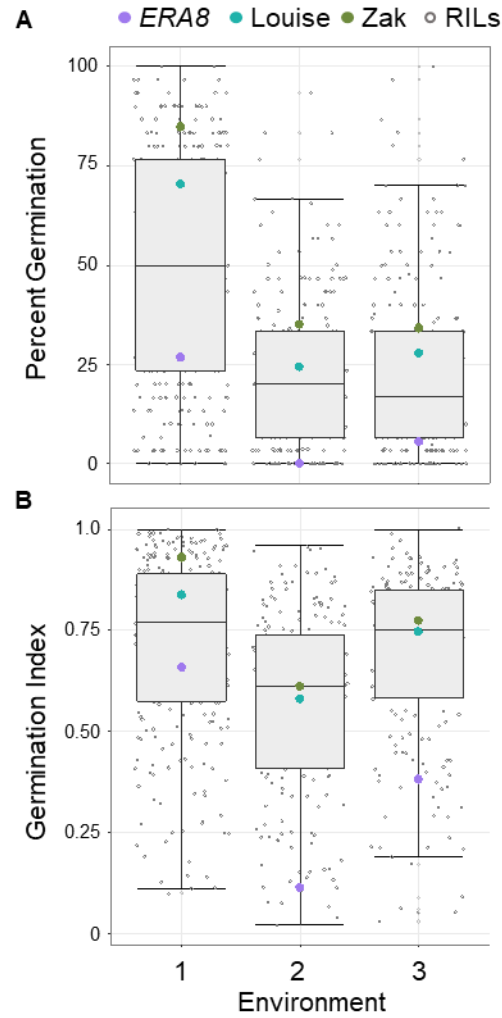 A
ERA8 Louise Zak RILs
Percent Germination
100
75
50
25
0
B
Germination Index
1.0
0.75
0.50
0.25
0
1 2 3
Environment